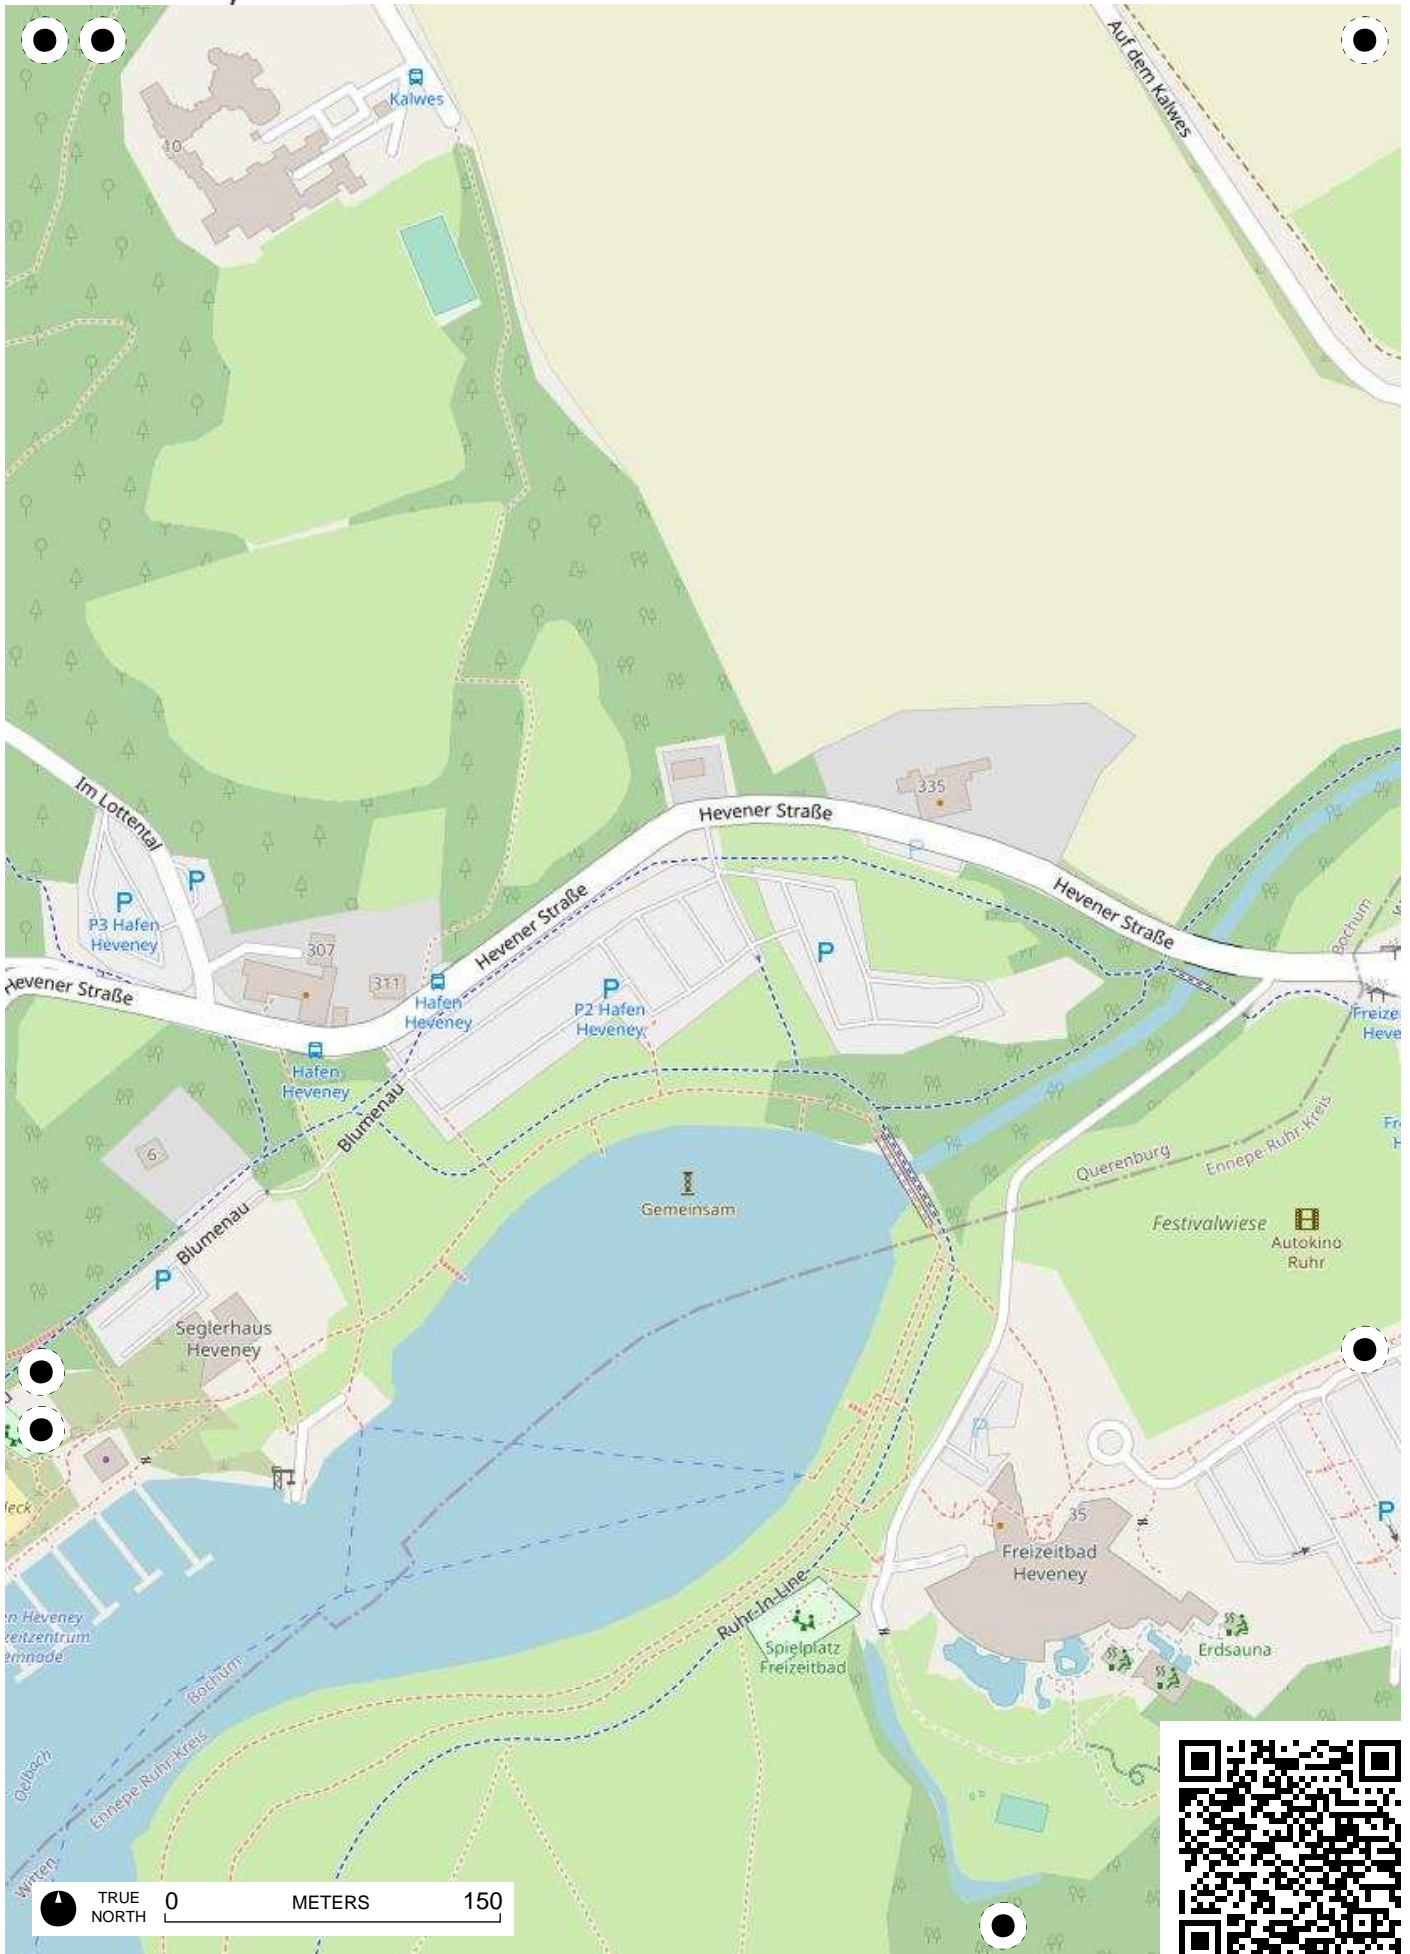 Kalwes
Auf dem Kalwes
10
Im Lottental
Hevener Straße
335
P
P
P
P3 Hafen
Heveney
Hevener Straße
Hevener Straße
Bochum
307
311
Hafen
Heveney
P
P2 Hafen
Heveney
P
Hevener Straße
Hafen
Heveney
Blumenau
6
Querenburg
Ennepe-Ruhr-Kreis
Gemeinsam
Festivalwiese
Autokino
Ruhr
Blumenau
P
Seglerhaus
Heveney
P
P
35
Freizeitbad
Heveney
Ruhr-In-Line
Spielplatz
Freizeitbad
Erdsauna
Bochum
Ennepe-Ruhr-Kreis
Oelbach
Witten
TRUE
NORTH
0 METERS 150